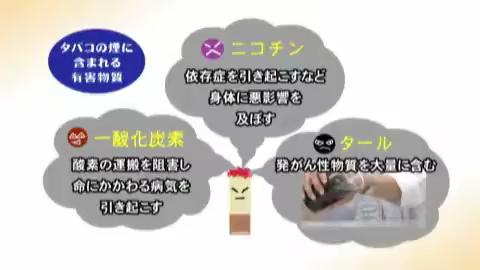 タバコの煙に
含まれる
有害物質
ニコチン
依存症を引き起こすなど
身体に悪影響を
及ぼす
一酸化炭素
酸素の運搬を阻害し
命にかかわる病気を
引き起こす
タール
発がん性物質を大量に含む